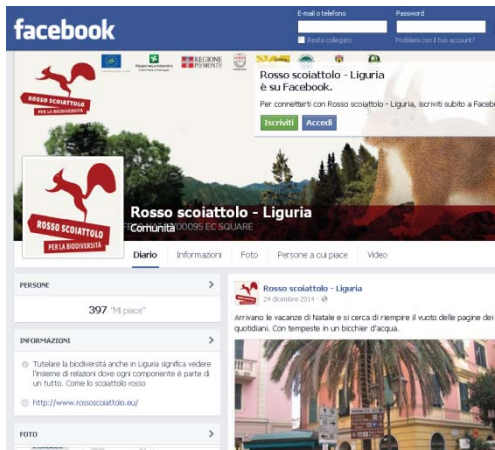 facebook
E-mail o telefono
Password
Resta collegato
Problemi con il tuo account?
REGIONE
PIEMONTE
Rosso scoiattolo - Liguria
è su Facebook.
Per connetterti con Rosso scoiattolo - Liguria, iscriviti subito a Faceb
Iscriviti
Accedi
ROSSO SCOIATTOLO
PER LA BIODIVERSITÀ
ROSSO SCOIATTOLO
PER LA BIODIVERSITÀ
Rosso scoiattolo - Liguria
Comunità
/00095 EC SQUARE
Diario
Informazioni
Foto
Persone a cui piace
Video
PERSONE
397 "Mi piace"
INFORMAZIONI
Tutelare la biodiversità anche in Liguria significa vedere
l'insieme di relazioni dove ogni componente è parte di
un tutto. Come lo scoiattolo rosso
http://www.rossoscoiattolo.eu/
FOTO
Rosso scoiattolo - Liguria
24 dicembre 2014 ·
Arrivano le vacanze di Natale e si cerca di riempire il vuoto delle pagine dei
quotidiani. Con tempeste in un bicchier d'acqua.